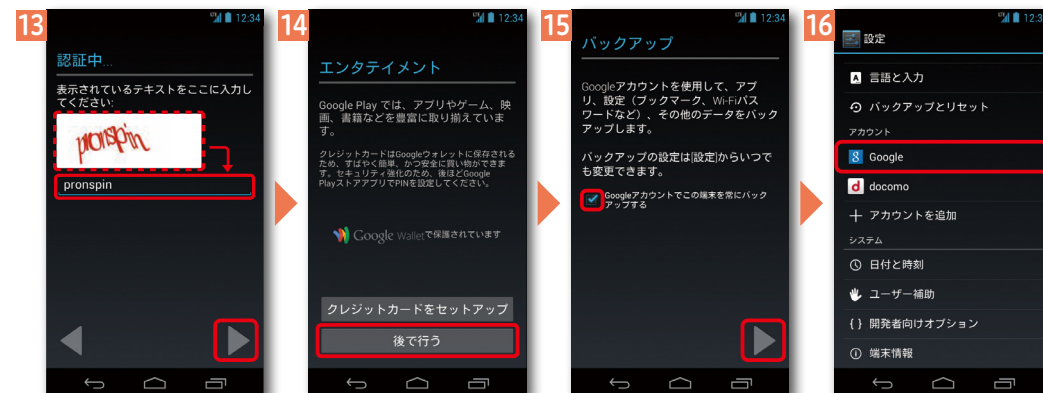 13
12:34
認証中...
表示されているテキストをここに入力し
てください:
pronspin
pronspin
14
12:34
エンタテイメント
Google Play では、アプリやゲーム、映
画、書籍などを豊富に取り揃えていま
す。
クレジットカードはGoogleウォレットに保存される
ため、すばやく簡単、かつ安全に買い物ができま
す。セキュリティ強化のため、後ほどGoogle
PlayストアアプリでPINを設定してください。
Google Walletで保護されています
クレジットカードをセットアップ
後で行う
15
12:34
バックアップ
Googleアカウントを使用して、アプ
リ、設定（ブックマーク、Wi-Fiパス
ワードなど）、その他のデータをバック
アップします。
バックアップの設定は[設定]からいつで
も変更できます。
Googleアカウントでこの端末を常にバック
アップする
16
12:3
設定
A 言語と入力
バックアップとリセット
アカウント
8 Google
d docomo
＋ アカウントを追加
システム
日付と時刻
ユーザー補助
{ } 開発者向けオプション
端末情報